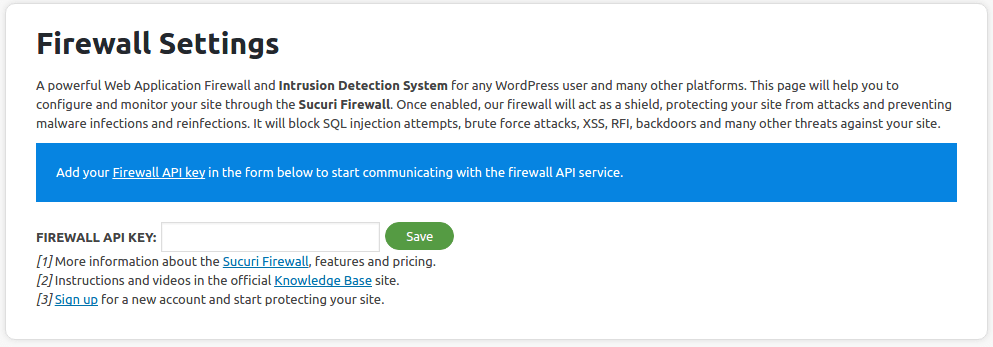 Firewall Settings
A powerful Web Application Firewall and Intrusion Detection System for any WordPress user and many other platforms. This page will help you to
configure and monitor your site through the Sucuri Firewall. Once enabled, our firewall will act as a shield, protecting your site from attacks and preventing
malware infections and reinfections. It will block SQL injection attempts, brute force attacks, XSS, RFI, backdoors and many other threats against your site.
Add your Firewall API key in the form below to start communicating with the firewall API service.
FIREWALL API KEY: Save
[1] More information about the Sucuri Firewall, features and pricing.
[2] Instructions and videos in the official Knowledge Base site.
[3] Sign up for a new account and start protecting your site.